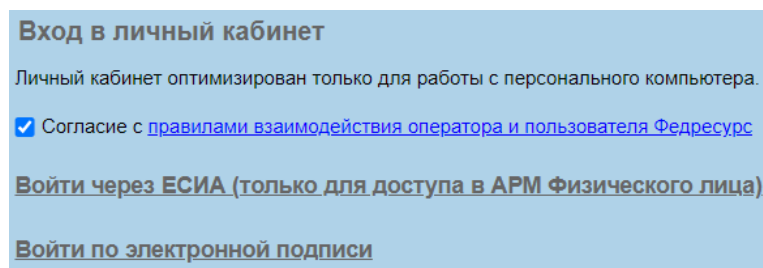 Вход в личный кабинет
Личный кабинет оптимизирован только для работы с персонального компьютера.
Согласие с правилами взаимодействия оператора и пользователя Федресурс
Войти через ЕСИА (только для доступа в АРМ Физического лица)
Войти по электронной подписи